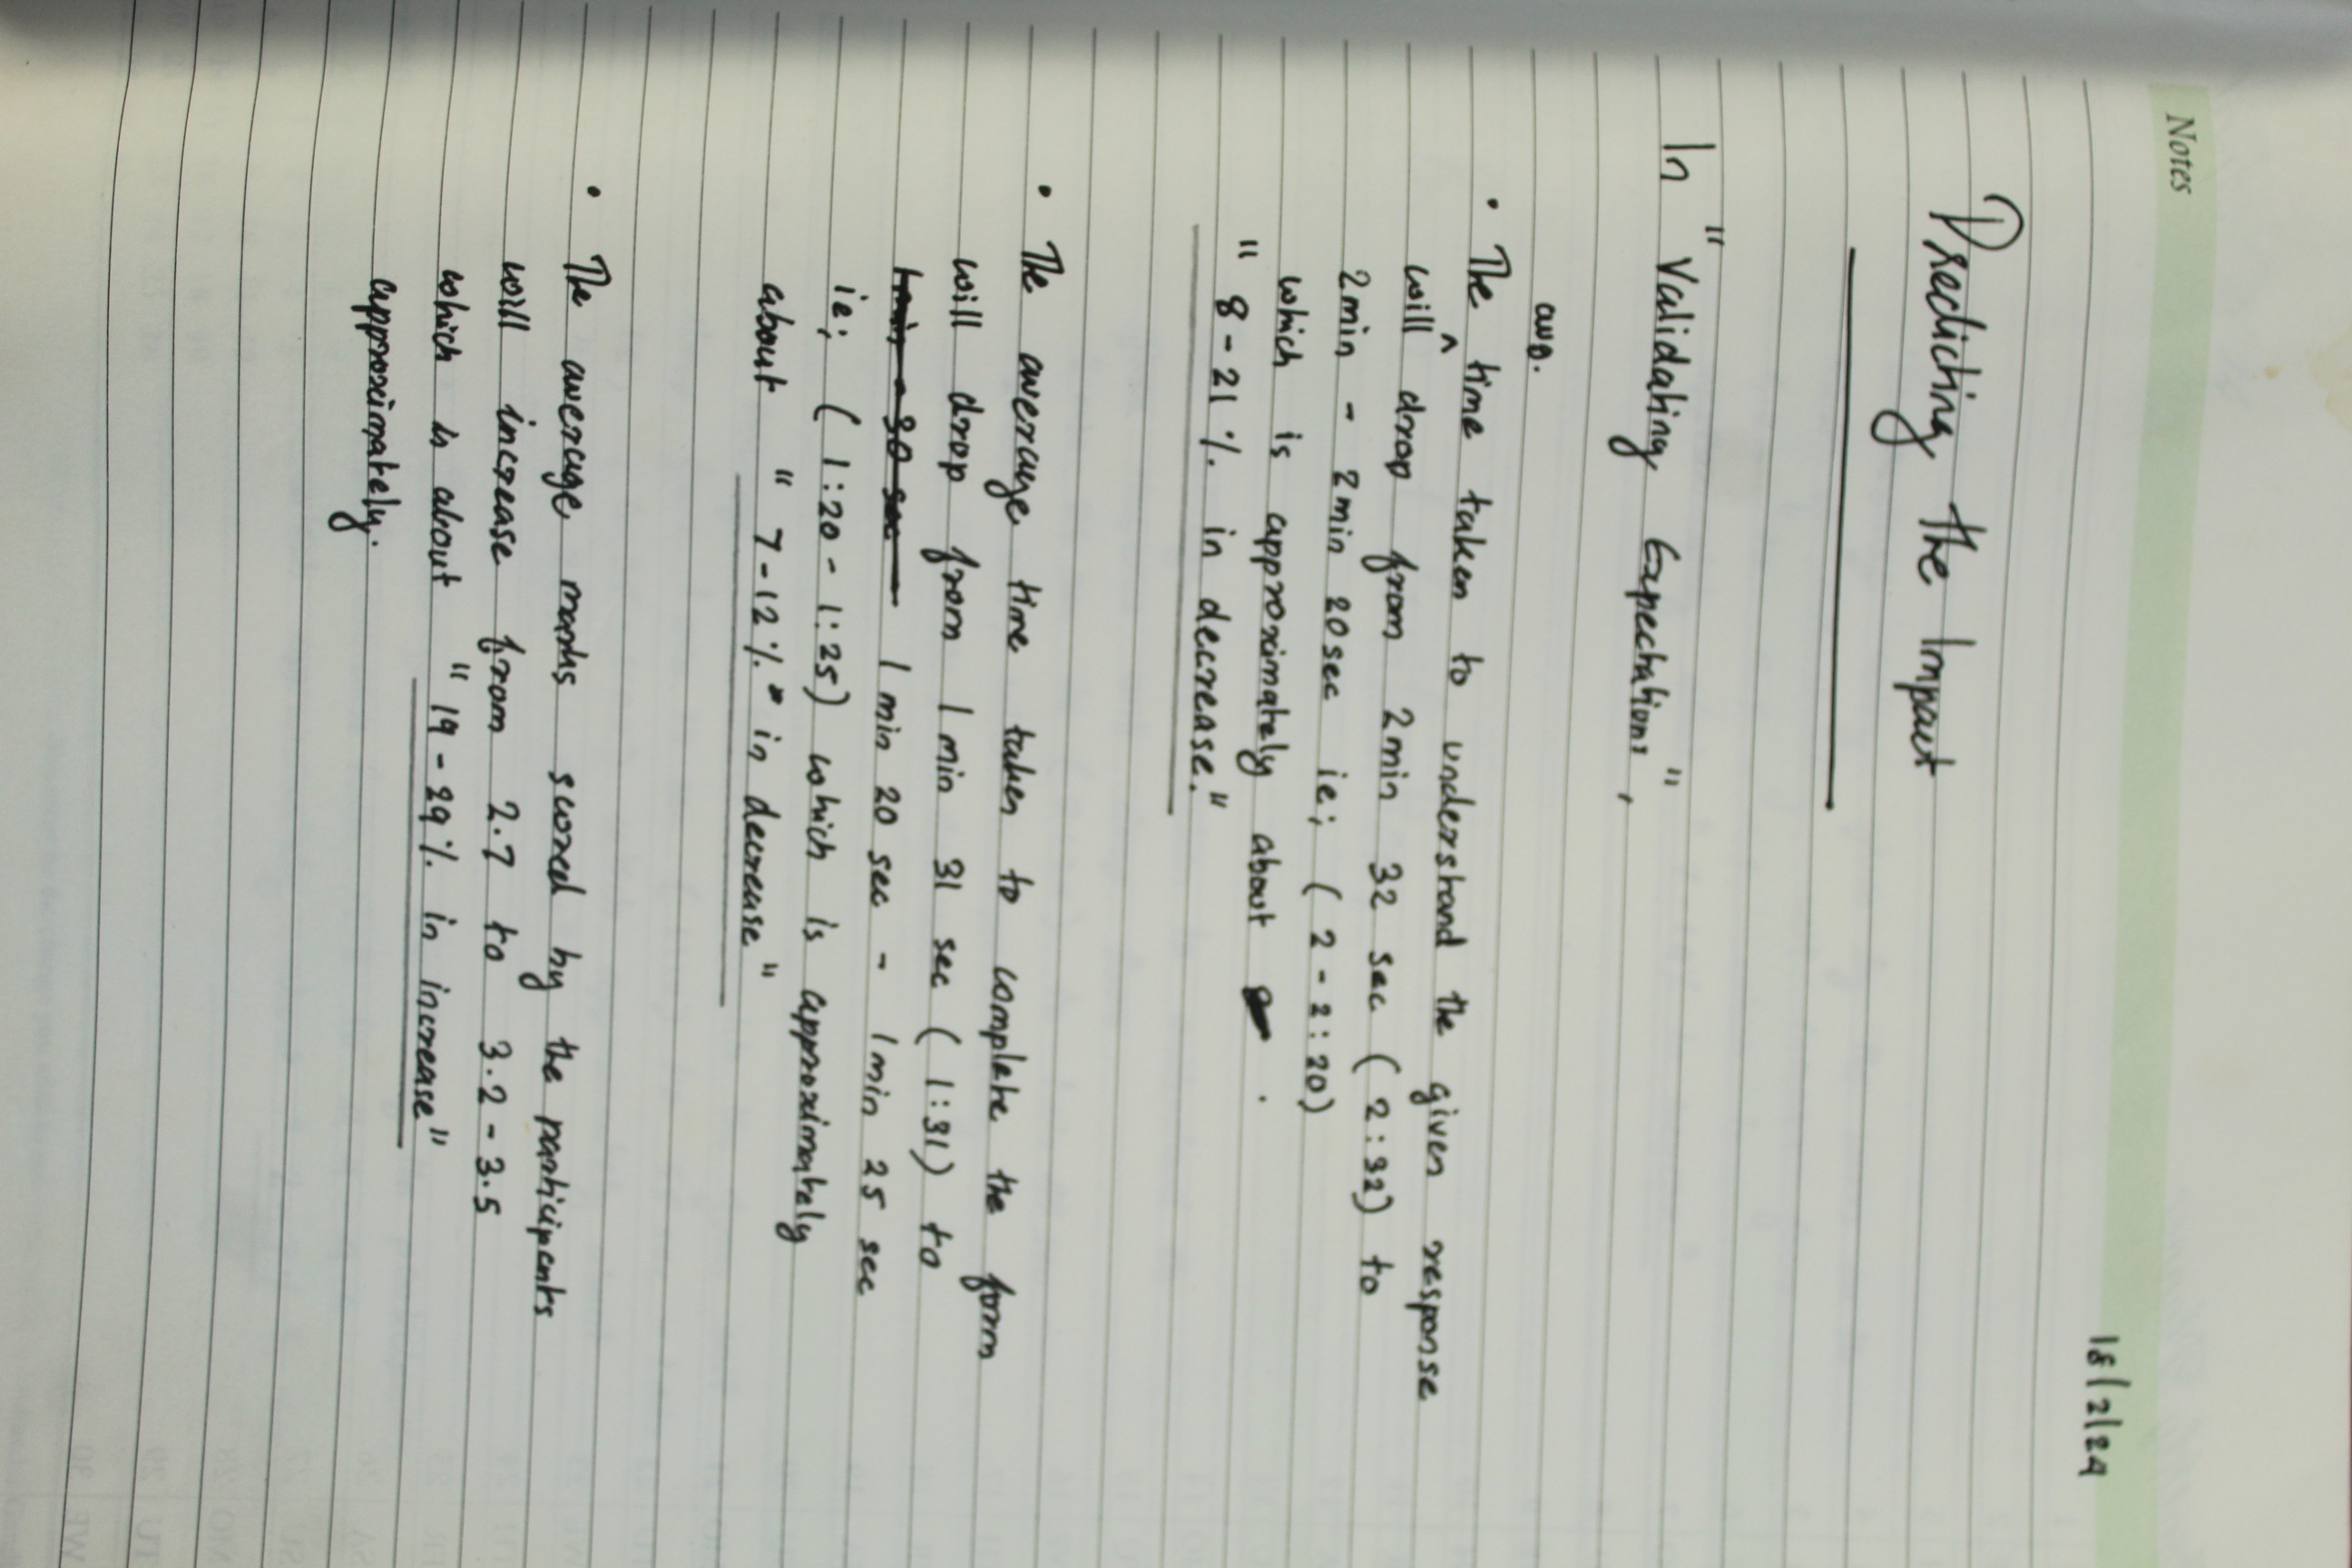 Notes
18/2/24
Predicting the Impact
In "Validating Expectations",
avg.
• The ^ time taken to understand the given response
will drop from 2min 32 sec (2:32) to
2min - 2min 20sec ie; (2 - 2:20)
which is approximately about
" 8-21 % in decrease."
• The average time taken to complete the form
will drop from 1 min 31 sec (1:31) to
1min - 30 sec 1 min 20 sec - 1min 25 sec
ie; (1:20 - 1:25) which is approximately
about " 7-12% in decrease"
• The average marks scored by the participants
will increase from 2.7 to 3.2-3.5
which is about "19-29% in increase"
approximately.